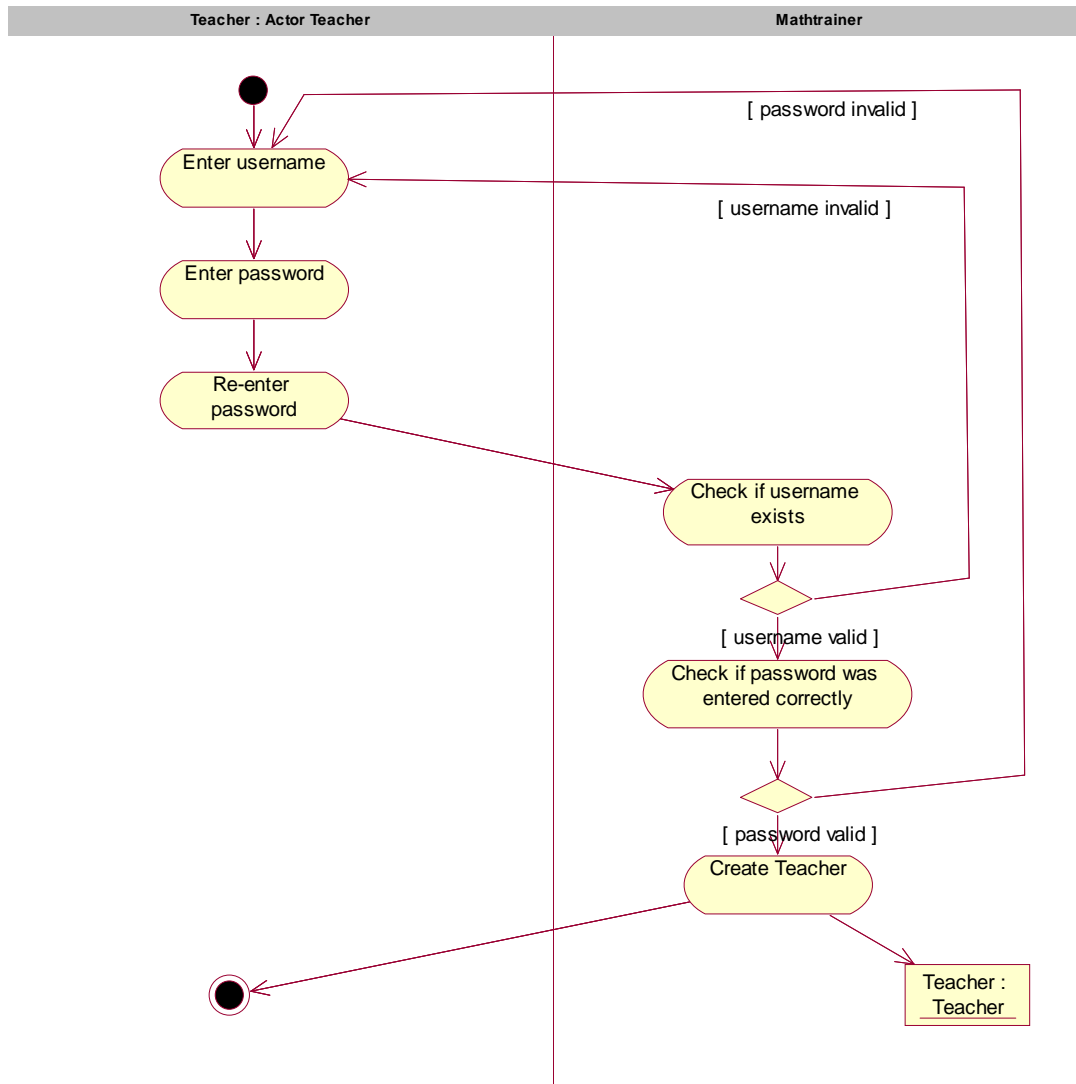 Teacher : Actor Teacher
Mathtrainer
[ password invalid ]
Enter username
[ username invalid ]
Enter password
Re-enter
password
Check if username
exists
[ username valid ]
Check if password was
entered correctly
[ password valid ]
Create Teacher
Teacher :
Teacher